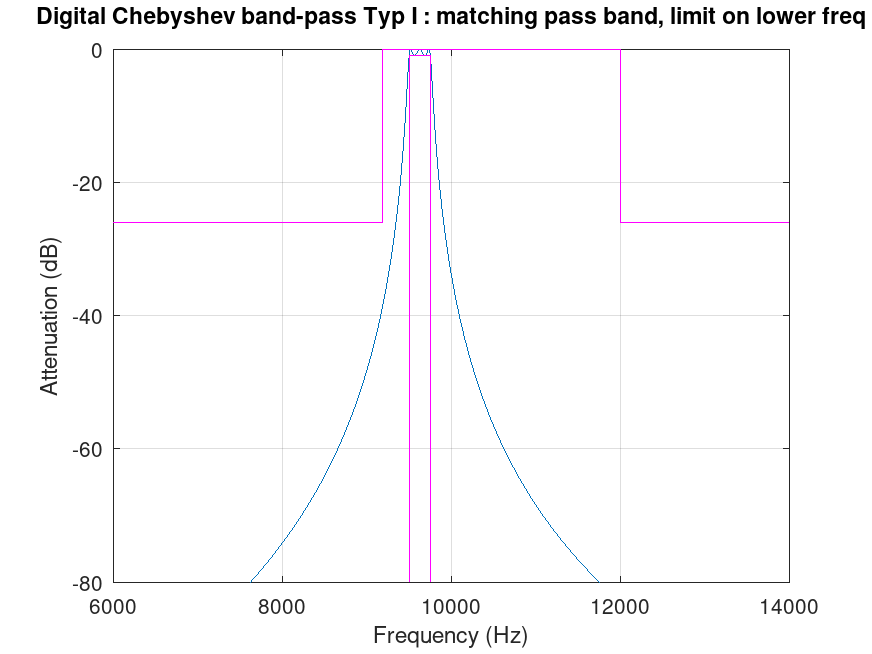 Digital Chebyshev band-pass Typ I : matching pass band, limit on lower freq
0
-20
-40
-60
-80
Attenuation (dB)
6000 8000 10000 12000 14000
Frequency (Hz)